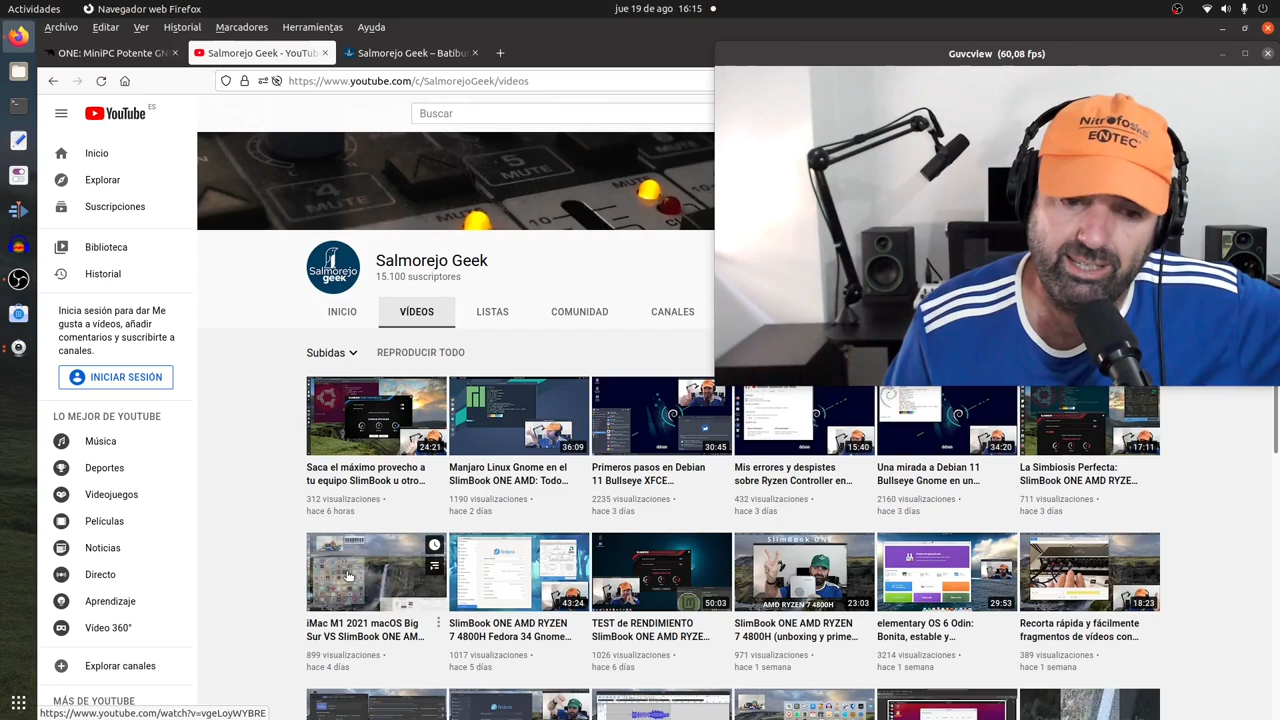 Actividades
Navegador web Firefox
jue 19 de ago 16:15
Archivo Editar Ver Historial Marcadores Herramientas Ayuda
ONE: MiniPC Potente GN
Salmorejo Geek - YouTub
Salmorejo Geek – Batibur
Guvcview (60,08 fps)
https://www.youtube.com/c/SalmorejoGeek/videos
YouTube ES
Buscar
Inicio
Explorar
Suscripciones
Biblioteca
Historial
Inicia sesión para dar Me
gusta a vídeos, añadir
comentarios y suscribirte a
canales.
INICIAR SESIÓN
LO MEJOR DE YOUTUBE
Música
Deportes
Videojuegos
Películas
Noticias
Directo
Aprendizaje
Vídeo 360°
Explorar canales
MÁS DE YOUTUBE
https://www.youtube.com/watch?v=vgeLoyWYBRE
MUTE
5
4
MUTE
10
Salmorejo
geek
Salmorejo Geek
15.100 suscriptores
INICIO VÍDEOS LISTAS COMUNIDAD CANALES
Subidas REPRODUCIR TODO
Nitrofoska
ENTEC
24:21
36:09
30:45
15:40
34:20
17:11
Saca el máximo provecho a
tu equipo SlimBook u otro…
312 visualizaciones •
hace 6 horas
Manjaro Linux Gnome en el
SlimBook ONE AMD: Todo…
1190 visualizaciones •
hace 2 días
Primeros pasos en Debian
11 Bullseye XFCE…
2235 visualizaciones •
hace 3 días
Mis errores y despistes
sobre Ryzen Controller en…
432 visualizaciones •
hace 3 días
Una mirada a Debian 11
Bullseye Gnome en un…
2160 visualizaciones •
hace 3 días
La Simbiosis Perfecta:
SlimBook ONE AMD RYZE…
711 visualizaciones •
hace 3 días
43:24
50:03
SLIMBOOK ONE
AMD RYZEN 7 4800H
23:03
29:53
18:23
iMac M1 2021 macOS Big
Sur VS SlimBook ONE AM…
899 visualizaciones •
hace 4 días
SlimBook ONE AMD RYZEN
7 4800H Fedora 34 Gnome…
1017 visualizaciones •
hace 5 días
TEST de RENDIMIENTO
SlimBook ONE AMD RYZE…
1026 visualizaciones •
hace 6 días
SlimBook ONE AMD RYZEN
7 4800H (unboxing y prime…
971 visualizaciones •
hace 1 semana
elementary OS 6 Odin:
Bonita, estable y…
3214 visualizaciones •
hace 1 semana
Recorta rápida y fácilmente
fragmentos de vídeos con…
389 visualizaciones •
hace 1 semana